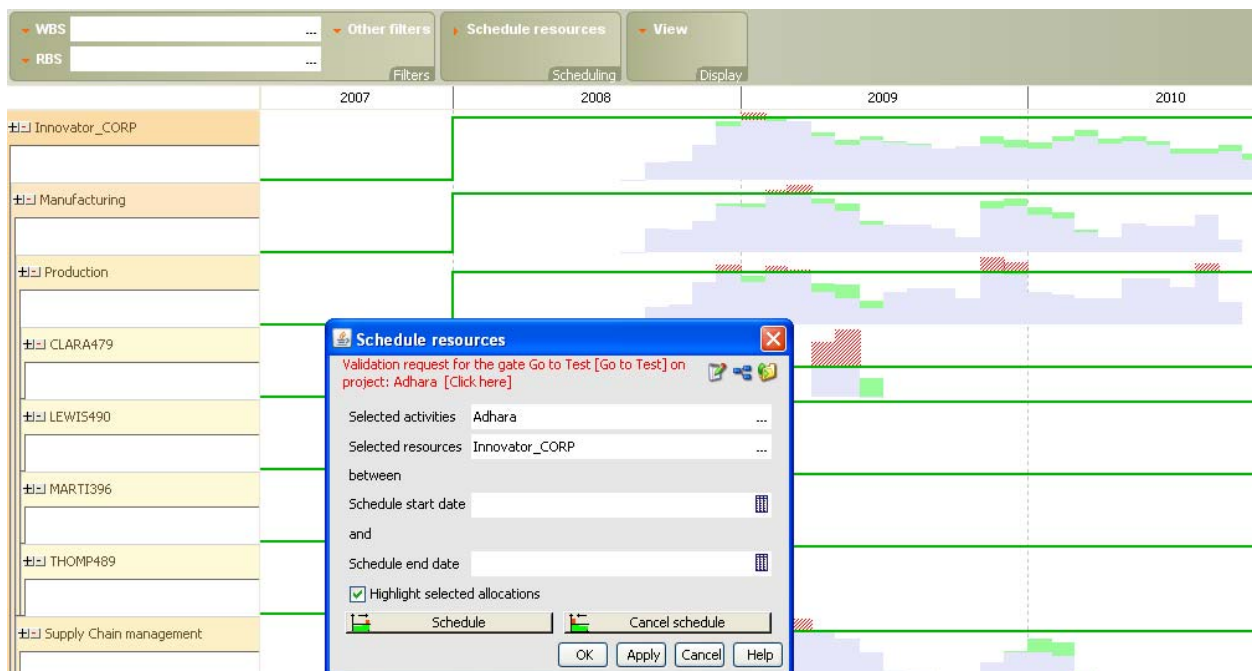 WBS ... Other filters Schedule resources View
RBS ...
Filters Scheduling Display
2007 2008 2009 2010
Innovator_CORP
Manufacturing
Production
CLARA479
LEWIS490
MARTI396
THOMP489
Supply Chain management
Schedule resources
Validation request for the gate Go to Test [Go to Test] on
project: Adhara [Click here]
Selected activities Adhara ...
Selected resources Innovator_CORP ...
between
Schedule start date
and
Schedule end date
Highlight selected allocations
Schedule Cancel schedule
OK Apply Cancel Help